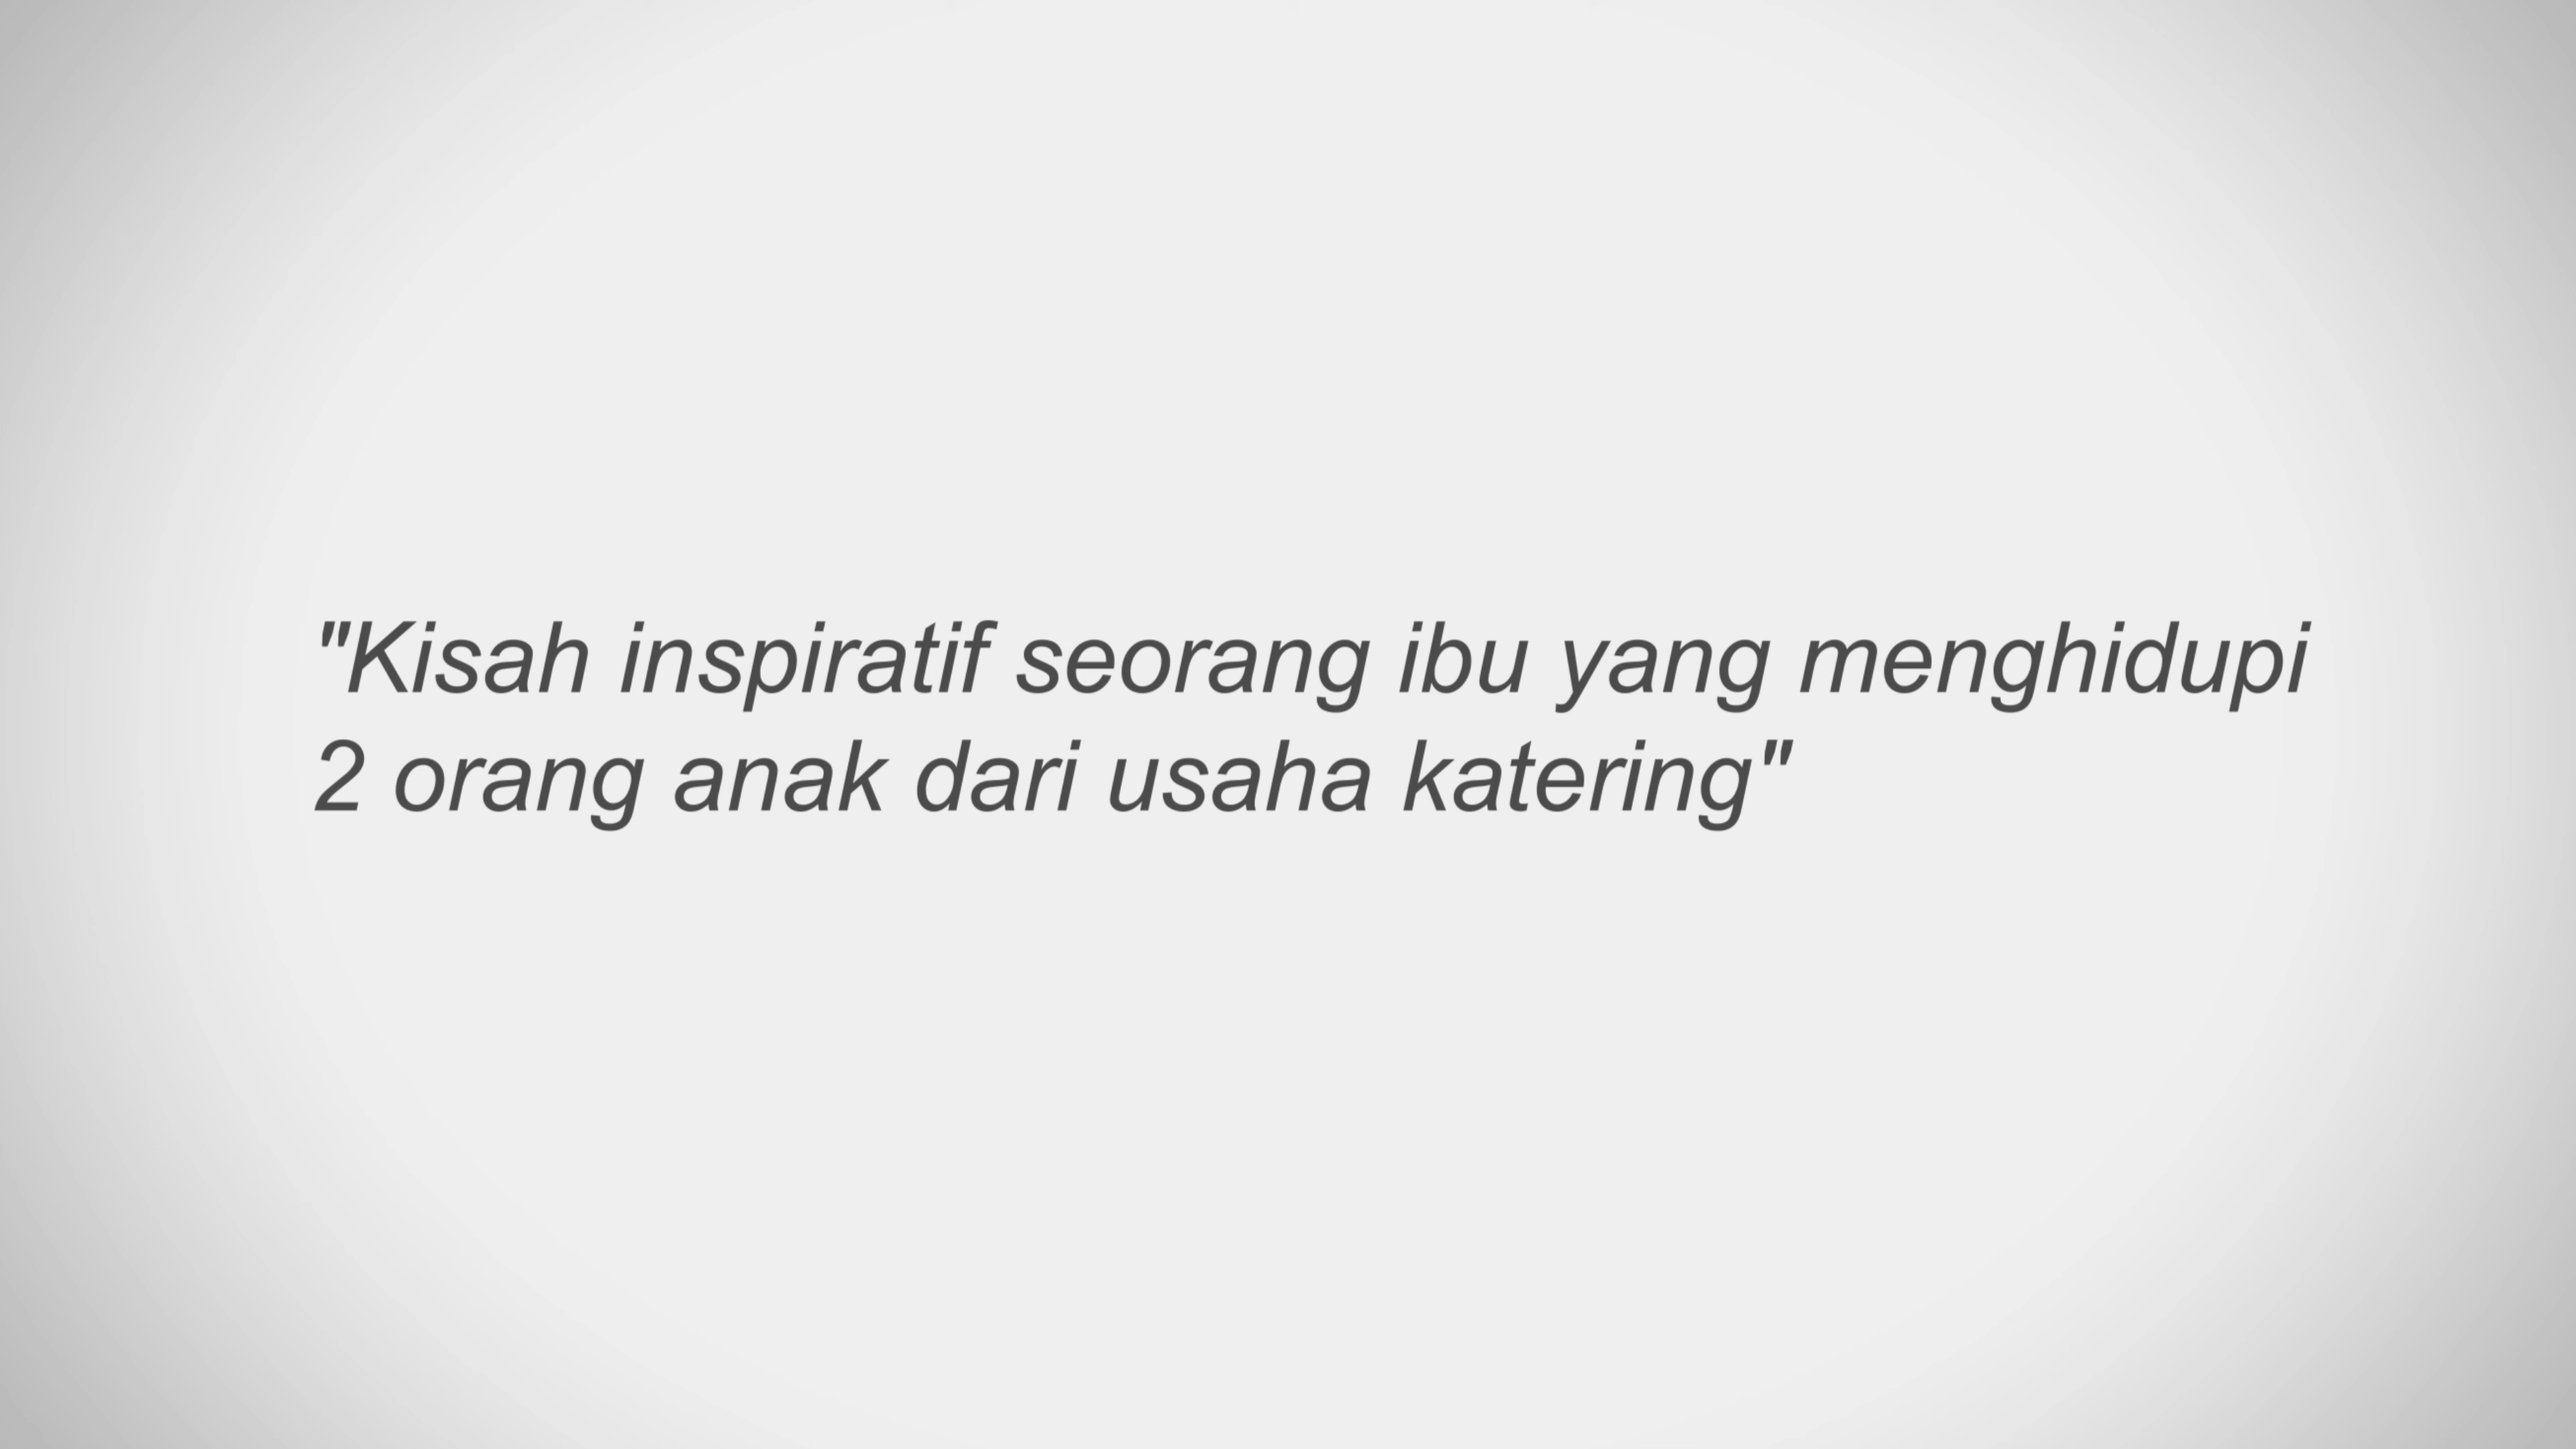 "Kisah inspiratif seorang ibu yang menghidupi
2 orang anak dari usaha katering"